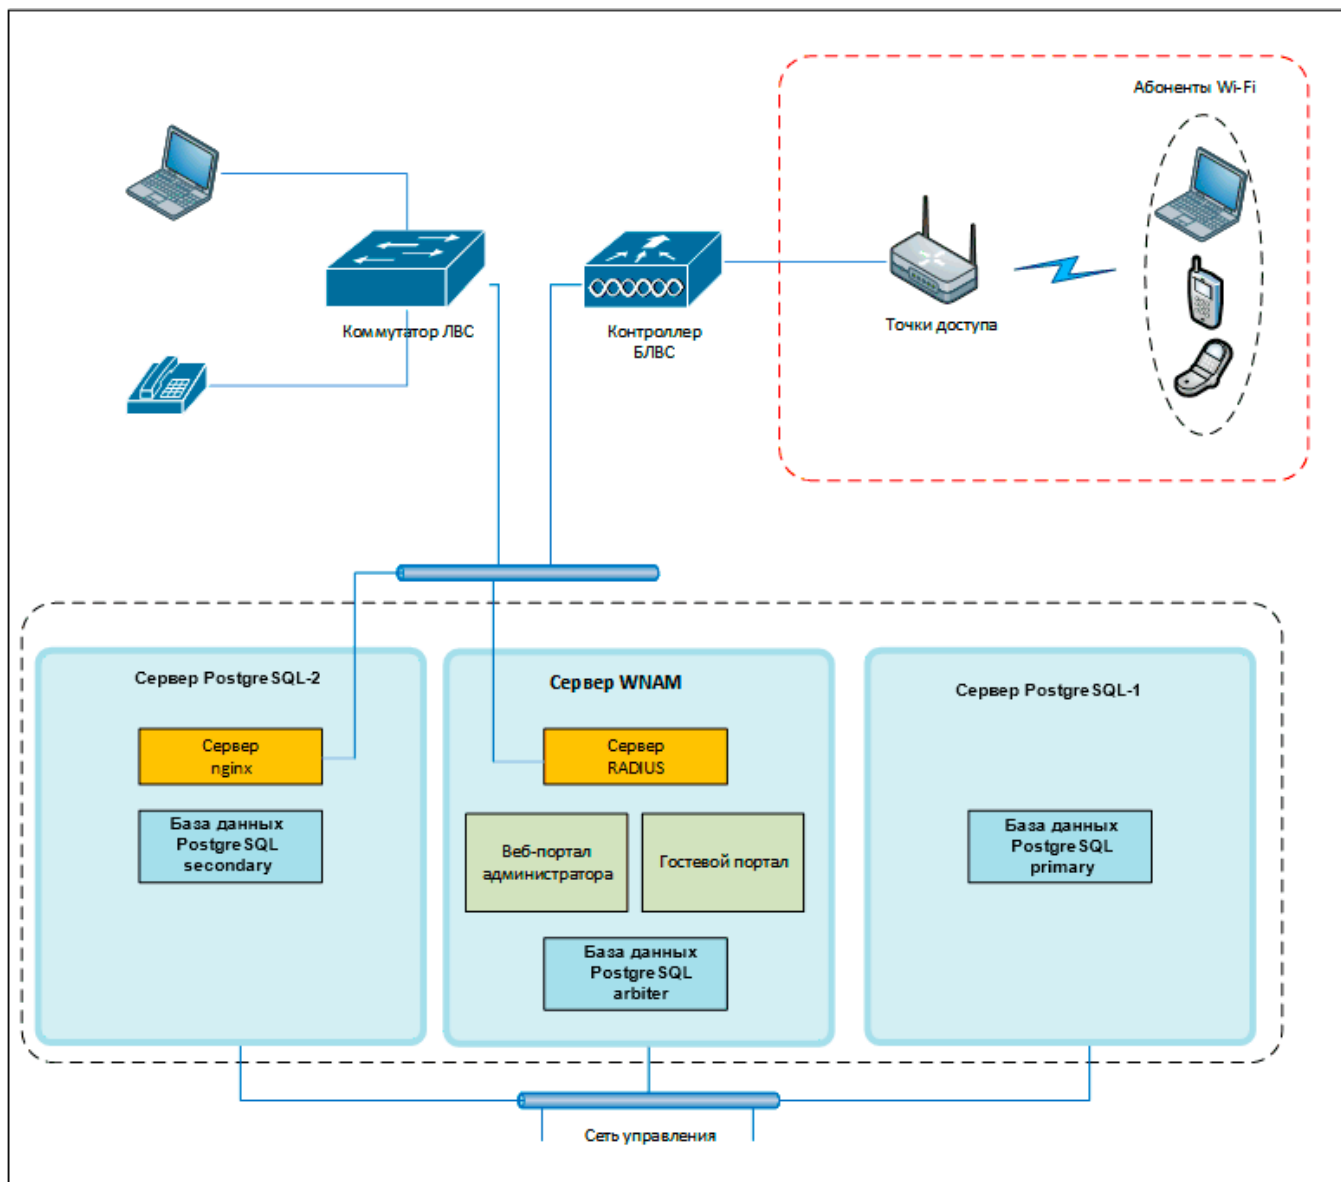 Абоненты Wi-Fi
Коммутатор ЛВС
Контроллер
БЛВС
Точки доступа
Сервер PostgreSQL-2
Сервер
nginx
База данных
PostgreSQL
secondary
Сервер WNAM
Сервер
RADIUS
Веб-портал
администратора
Гостевой портал
База данных
PostgreSQL
arbiter
Сервер PostgreSQL-1
База данных
PostgreSQL
primary
Сеть управления